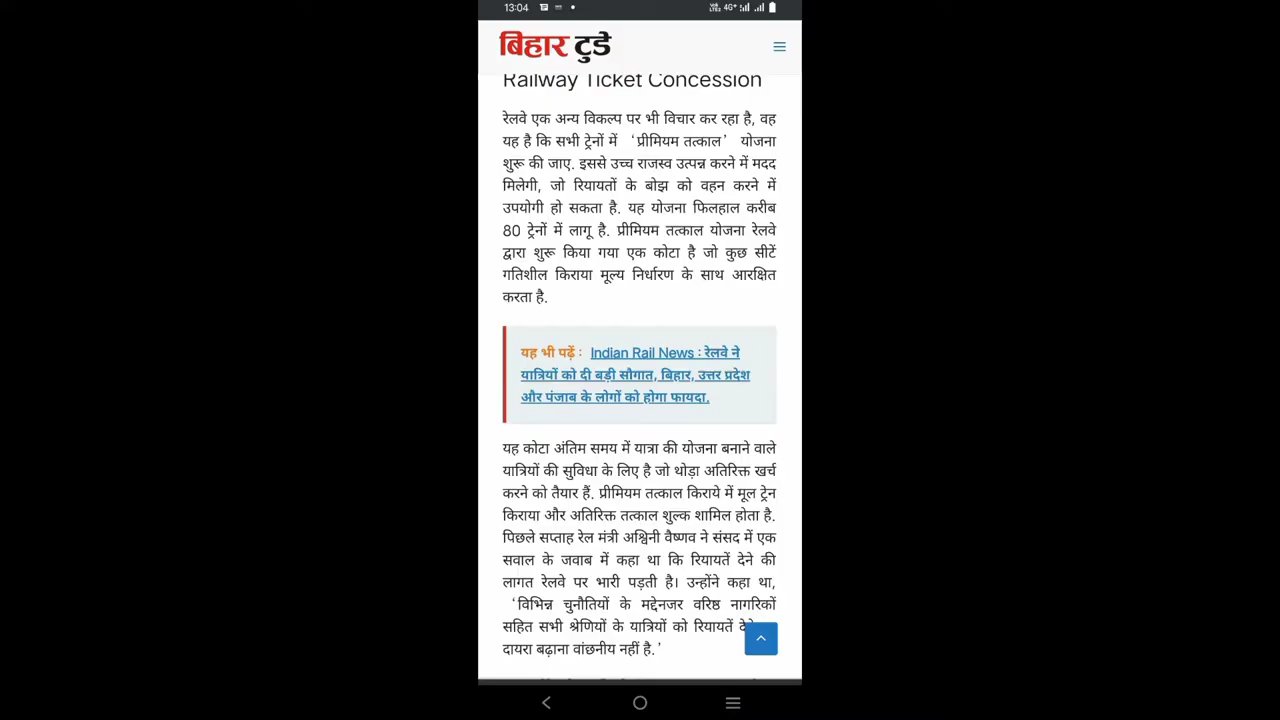 13:04
4G+
बिहार टुडे
Railway Ticket Concession
रेलवे एक अन्य विकल्प पर भी विचार कर रहा है, वह
यह है कि सभी ट्रेनों में ‘प्रीमियम तत्काल’ योजना
शुरू की जाए. इससे उच्च राजस्व उत्पन्न करने में मदद
मिलेगी, जो रियायतों के बोझ को वहन करने में
उपयोगी हो सकता है. यह योजना फिलहाल करीब
80 ट्रेनों में लागू है. प्रीमियम तत्काल योजना रेलवे
द्वारा शुरू किया गया एक कोटा है जो कुछ सीटें
गतिशील किराया मूल्य निर्धारण के साथ आरक्षित
करता है.
यह भी पढ़ें : Indian Rail News : रेलवे ने
यात्रियों को दी बड़ी सौगात, बिहार, उत्तर प्रदेश
और पंजाब के लोगों को होगा फायदा.
यह कोटा अंतिम समय में यात्रा की योजना बनाने वाले
यात्रियों की सुविधा के लिए है जो थोड़ा अतिरिक्त खर्च
करने को तैयार हैं. प्रीमियम तत्काल किराये में मूल ट्रेन
किराया और अतिरिक्त तत्काल शुल्क शामिल होता है.
पिछले सप्ताह रेल मंत्री अश्विनी वैष्णव ने संसद में एक
सवाल के जवाब में कहा था कि रियायतें देने की
लागत रेलवे पर भारी पड़ती है। उन्होंने कहा था,
‘विभिन्न चुनौतियों के मद्देनजर वरिष्ठ नागरिकों
सहित सभी श्रेणियों के यात्रियों को रियायतें
दायरा बढ़ाना वांछनीय नहीं है.’